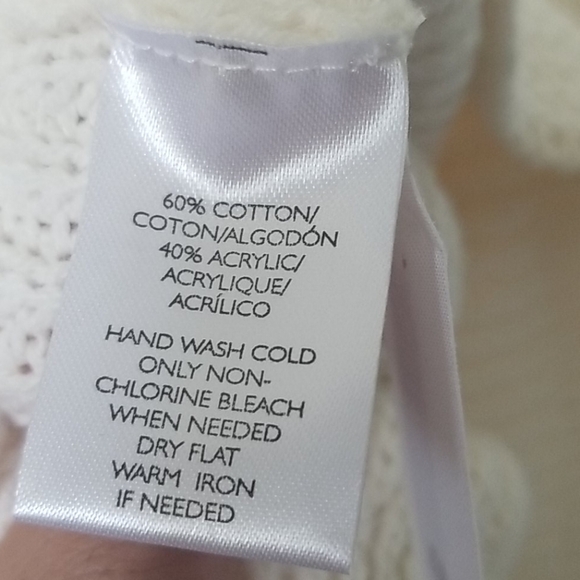 60% COTTON/
COTON/ALGODÓN
40% ACRYLIC/
ACRYLIQUE/
ACRÍLICO
HAND WASH COLD
ONLY NON-
CHLORINE BLEACH
WHEN NEEDED
DRY FLAT
WARM IRON
IF NEEDED